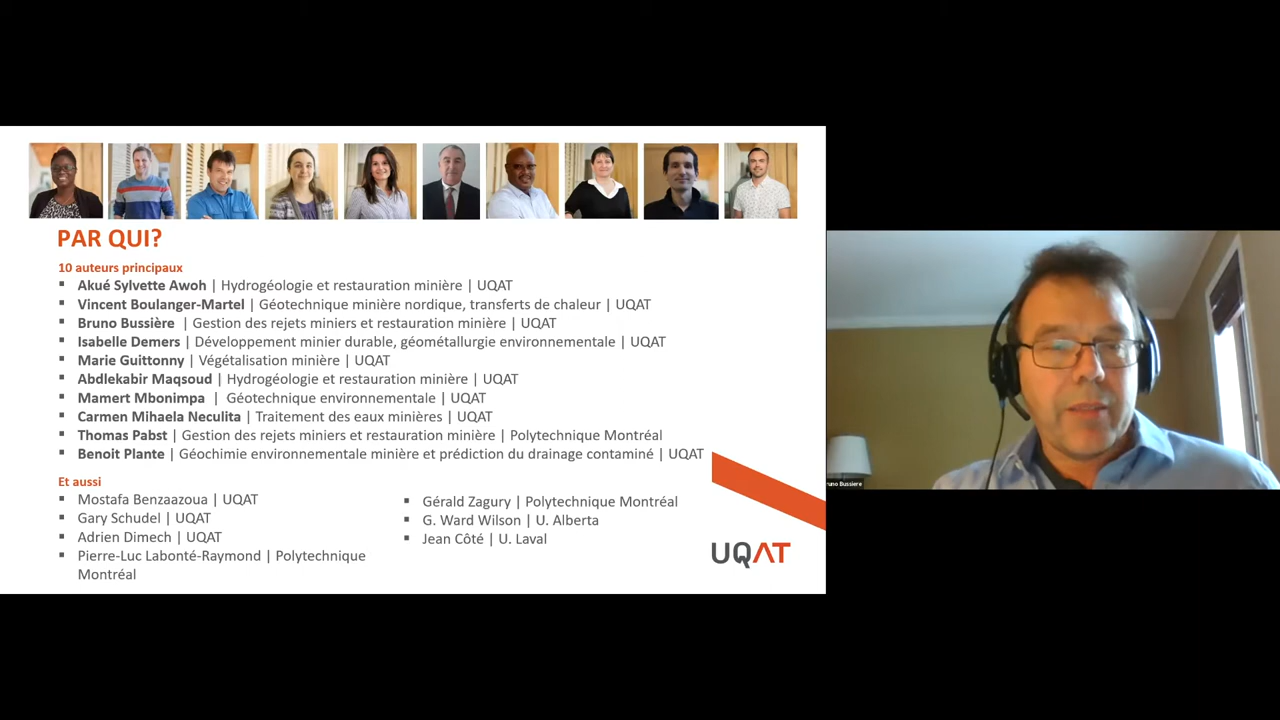 PAR QUI?
10 auteurs principaux
▪ Akué Sylvette Awoh | Hydrogéologie et restauration minière | UQAT
▪ Vincent Boulanger-Martel | Géotechnique minière nordique, transferts de chaleur | UQAT
▪ Bruno Bussière | Gestion des rejets miniers et restauration minière | UQAT
▪ Isabelle Demers | Développement minier durable, géométallurgie environnementale | UQAT
▪ Marie Guittonny | Végétalisation minière | UQAT
▪ Abdlekabir Maqsoud | Hydrogéologie et restauration minière | UQAT
▪ Mamert Mbonimpa | Géotechnique environnementale | UQAT
▪ Carmen Mihaela Neculita | Traitement des eaux minières | UQAT
▪ Thomas Pabst | Gestion des rejets miniers et restauration minière | Polytechnique Montréal
▪ Benoit Plante | Géochimie environnementale minière et prédiction du drainage contaminé | UQAT
Et aussi
▪ Mostafa Benzaazoua | UQAT
▪ Gary Schudel | UQAT
▪ Adrien Dimech | UQAT
▪ Pierre-Luc Labonté-Raymond | Polytechnique
Montréal
▪ Gérald Zagury | Polytechnique Montréal
▪ G. Ward Wilson | U. Alberta
▪ Jean Côté | U. Laval
UQAT
Bruno Bussiere